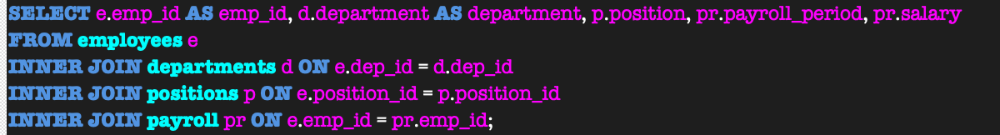 SELECT e.emp_id AS emp_id, d.department AS department, p.position, pr.payroll_period, pr.salary
FROM employees e
INNER JOIN departments d ON e.dep_id = d.dep_id
INNER JOIN positions p ON e.position_id = p.position_id
INNER JOIN payroll pr ON e.emp_id = pr.emp_id;